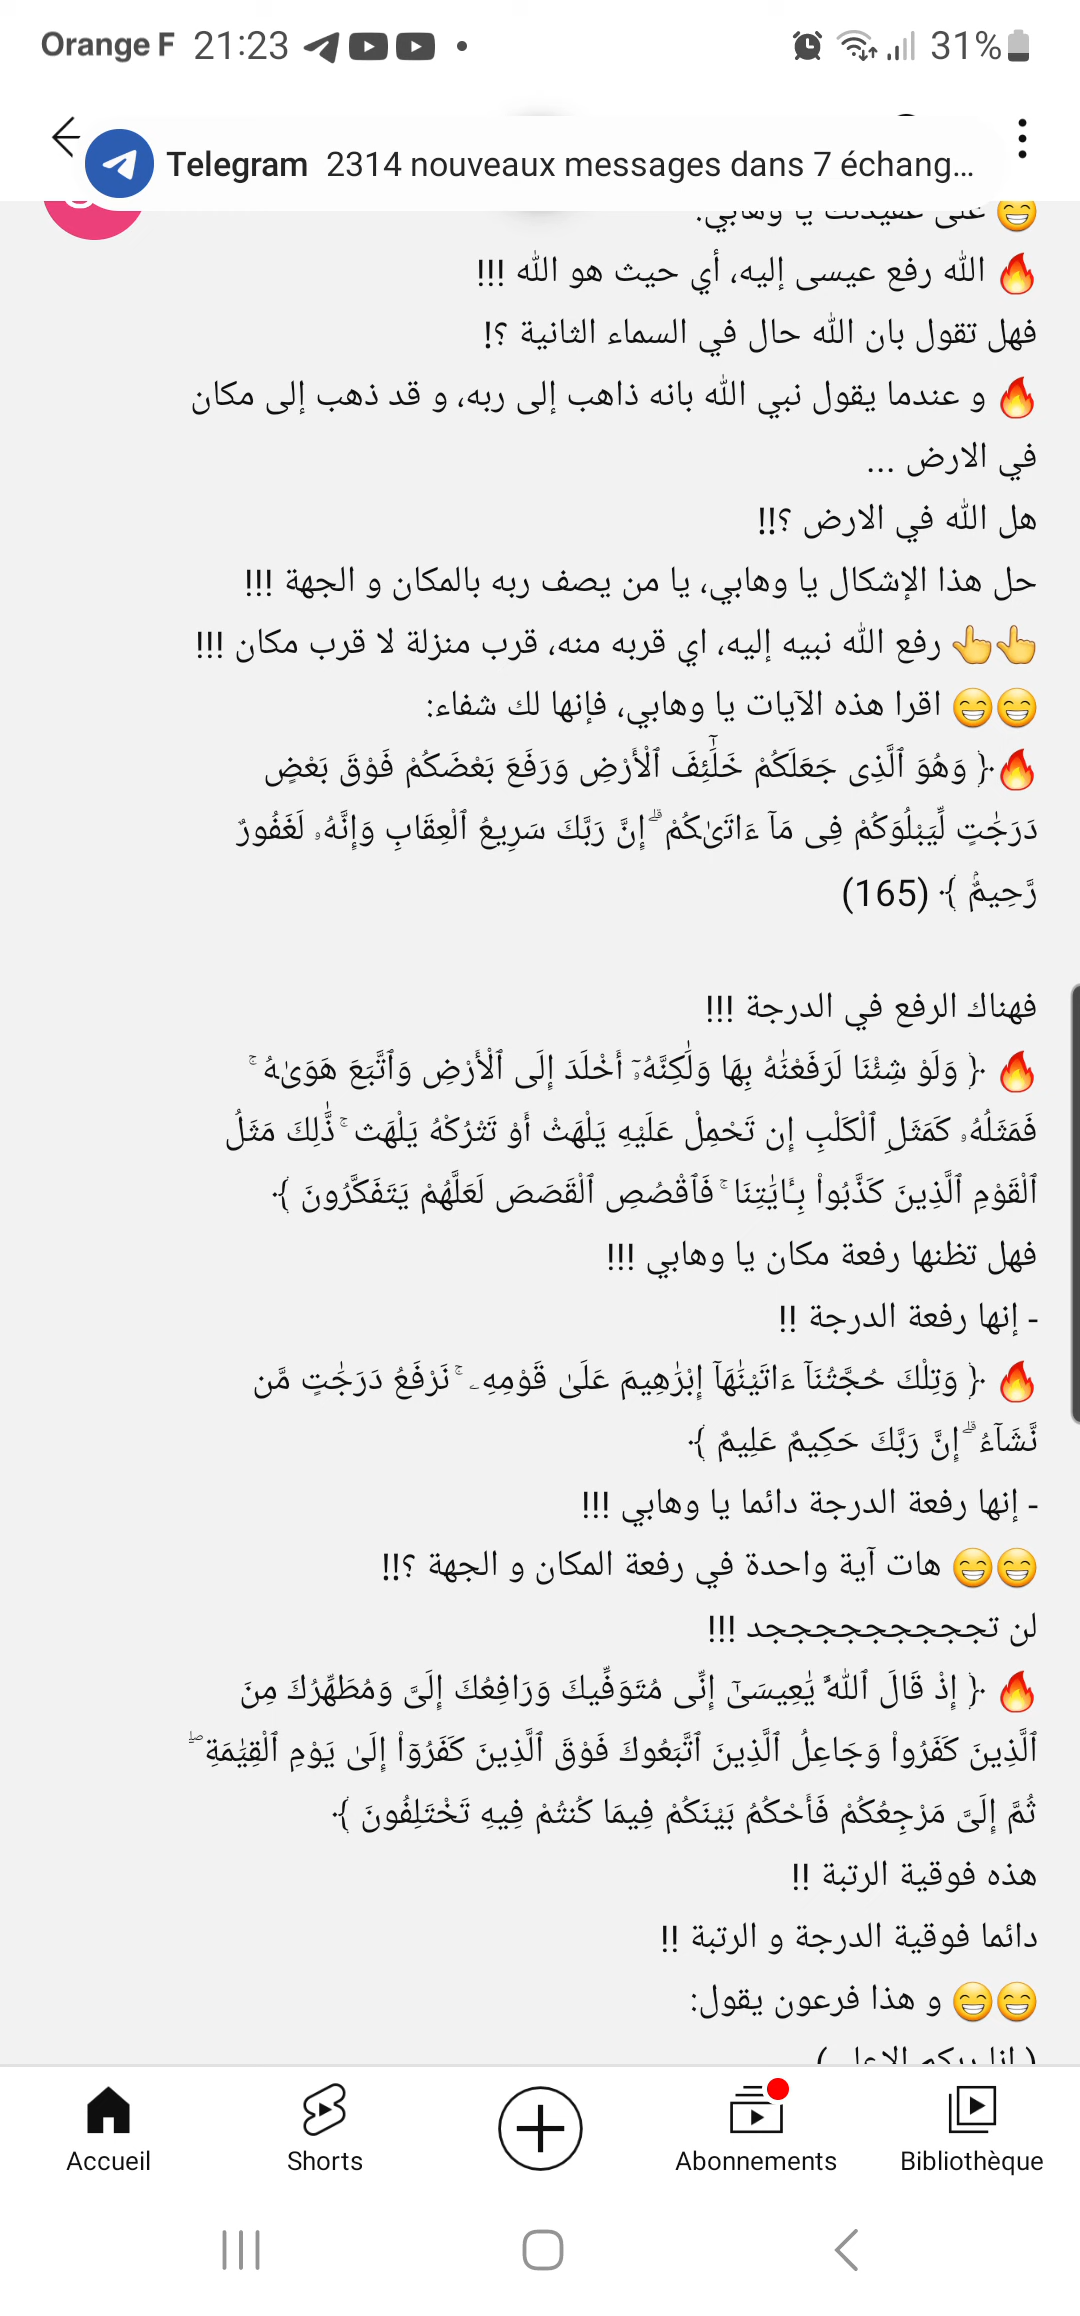 Orange F 21:23
31%
Telegram 2314 nouveaux messages dans 7 échang...
😁 على عقيدتك يا وهابي.
🔥 الله رفع عيسى إليه، أي حيث هو الله !!!
فهل تقول بان الله حال في السماء الثانية ؟!
🔥 و عندما يقول نبي الله بانه ذاهب إلى ربه، و قد ذهب إلى مكان
في الارض ...
هل الله في الارض ؟!!
حل هذا الإشكال يا وهابي، يا من يصف ربه بالمكان و الجهة !!!
👆👆 رفع الله نبيه إليه، اي قربه منه، قرب منزلة لا قرب مكان !!!
😁😁 اقرا هذه الآيات يا وهابي، فإنها لك شفاء:
🔥﴿ وَهُوَ ٱلَّذِى جَعَلَكُمْ خَلَٰٓئِفَ ٱلْأَرْضِ وَرَفَعَ بَعْضَكُمْ فَوْقَ بَعْضٍ
دَرَجَٰتٍ لِّيَبْلُوَكُمْ فِى مَآ ءَاتَىٰكُمْ ۗ إِنَّ رَبَّكَ سَرِيعُ ٱلْعِقَابِ وَإِنَّهُۥ لَغَفُورٌ
رَّحِيمٌۢ ﴾ (165)
فهناك الرفع في الدرجة !!!
🔥 ﴿ وَلَوْ شِئْنَا لَرَفَعْنَٰهُ بِهَا وَلَٰكِنَّهُۥٓ أَخْلَدَ إِلَى ٱلْأَرْضِ وَٱتَّبَعَ هَوَىٰهُ ۚ
فَمَثَلُهُۥ كَمَثَلِ ٱلْكَلْبِ إِن تَحْمِلْ عَلَيْهِ يَلْهَثْ أَوْ تَتْرُكْهُ يَلْهَث ۚ ذَّٰلِكَ مَثَلُ
ٱلْقَوْمِ ٱلَّذِينَ كَذَّبُوا۟ بِـَٔايَٰتِنَا ۚ فَٱقْصُصِ ٱلْقَصَصَ لَعَلَّهُمْ يَتَفَكَّرُونَ ﴾
فهل تظنها رفعة مكان يا وهابي !!!
- إنها رفعة الدرجة !!
🔥 ﴿ وَتِلْكَ حُجَّتُنَآ ءَاتَيْنَٰهَآ إِبْرَٰهِيمَ عَلَىٰ قَوْمِهِۦ ۚ نَرْفَعُ دَرَجَٰتٍ مَّن
نَّشَآءُ ۗ إِنَّ رَبَّكَ حَكِيمٌ عَلِيمٌ ﴾
- إنها رفعة الدرجة دائما يا وهابي !!!
😁😁 هات آية واحدة في رفعة المكان و الجهة ؟!!
لن تجججججججججد !!!
🔥 ﴿ إِذْ قَالَ ٱللَّهُ يَٰعِيسَىٰٓ إِنِّى مُتَوَفِّيكَ وَرَافِعُكَ إِلَىَّ وَمُطَهِّرُكَ مِنَ
ٱلَّذِينَ كَفَرُوا۟ وَجَاعِلُ ٱلَّذِينَ ٱتَّبَعُوكَ فَوْقَ ٱلَّذِينَ كَفَرُوٓا۟ إِلَىٰ يَوْمِ ٱلْقِيَٰمَةِ ۖ
ثُمَّ إِلَىَّ مَرْجِعُكُمْ فَأَحْكُمُ بَيْنَكُمْ فِيمَا كُنتُمْ فِيهِ تَخْتَلِفُونَ ﴾
هذه فوقية الرتبة !!
دائما فوقية الدرجة و الرتبة !!
😁😁 و هذا فرعون يقول:
( انا ربكم الاعلى )
Accueil
Shorts
Abonnements
Bibliothèque